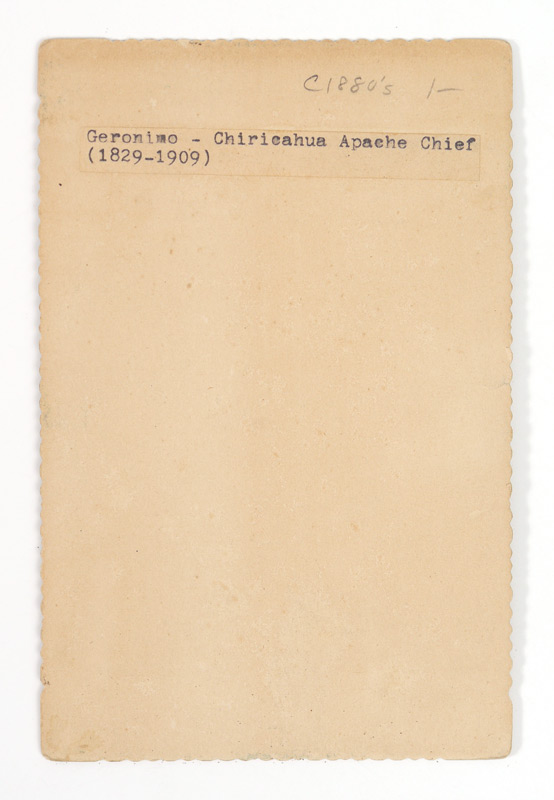 C1880's 1—
Geronimo - Chiricahua Apache Chief
(1829-1909)